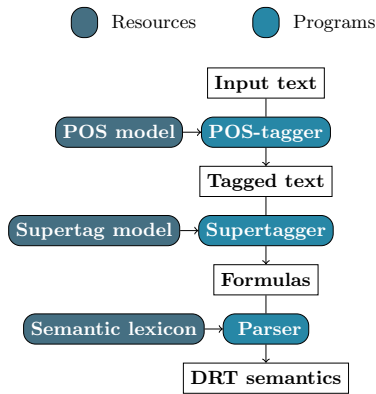 Resources Programs
Input text
POS model POS-tagger
Tagged text
Supertag model Supertagger
Formulas
Semantic lexicon Parser
DRT semantics